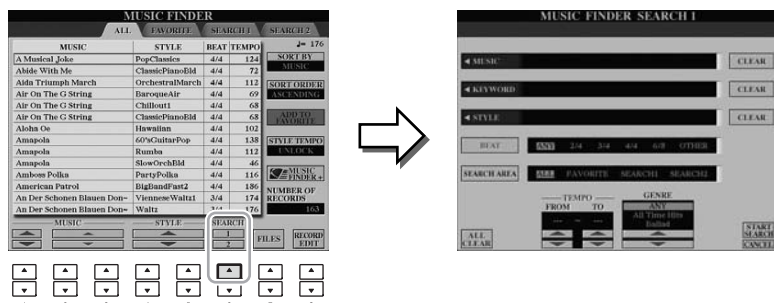 MUSIC FINDER
ALL FAVORITE SEARCH 1 SEARCH 2
MUSIC STYLE BEAT TEMPO ♩= 176
A Musical Joke PopClassics 4/4 124
Abide With Me ClassicPianoBld 4/4 72
Aida Triumph March OrchestralMarch 4/4 112
Air On The G String BaroqueAir 4/4 69
Air On The G String Chillout1 4/4 68
Air On The G String ClassicPianoBld 4/4 68
Aloha Oe Hawaiian 4/4 102
Amapola 60'sGuitarPop 4/4 138
Amapola Rumba 4/4 112
Amapola SlowOrchBld 4/4 46
Amboss Polka PartyPolka 4/4 116
American Patrol BigBandFast2 4/4 186
An Der Schonen Blauen Don~ VienneseWaltz1 3/4 174
An Der Schonen Blauen Don~ Waltz 3/4 176
SORT BY
MUSIC
SORT ORDER
ASCENDING
ADD TO
FAVORITE
STYLE TEMPO
UNLOCK
MUSIC
FINDER+
NUMBER OF
RECORDS
163
MUSIC STYLE SEARCH
1
2
FILES
RECORD
EDIT
MUSIC FINDER SEARCH 1
MUSIC CLEAR
KEYWORD CLEAR
STYLE CLEAR
BEAT ANY 2/4 3/4 4/4 6/8 OTHER
SEARCH AREA ALL FAVORITE SEARCH1 SEARCH2
TEMPO GENRE
FROM TO ANY
--- ~ --- All Time Hits
Ballad
ALL
CLEAR
START
SEARCH
CANCEL